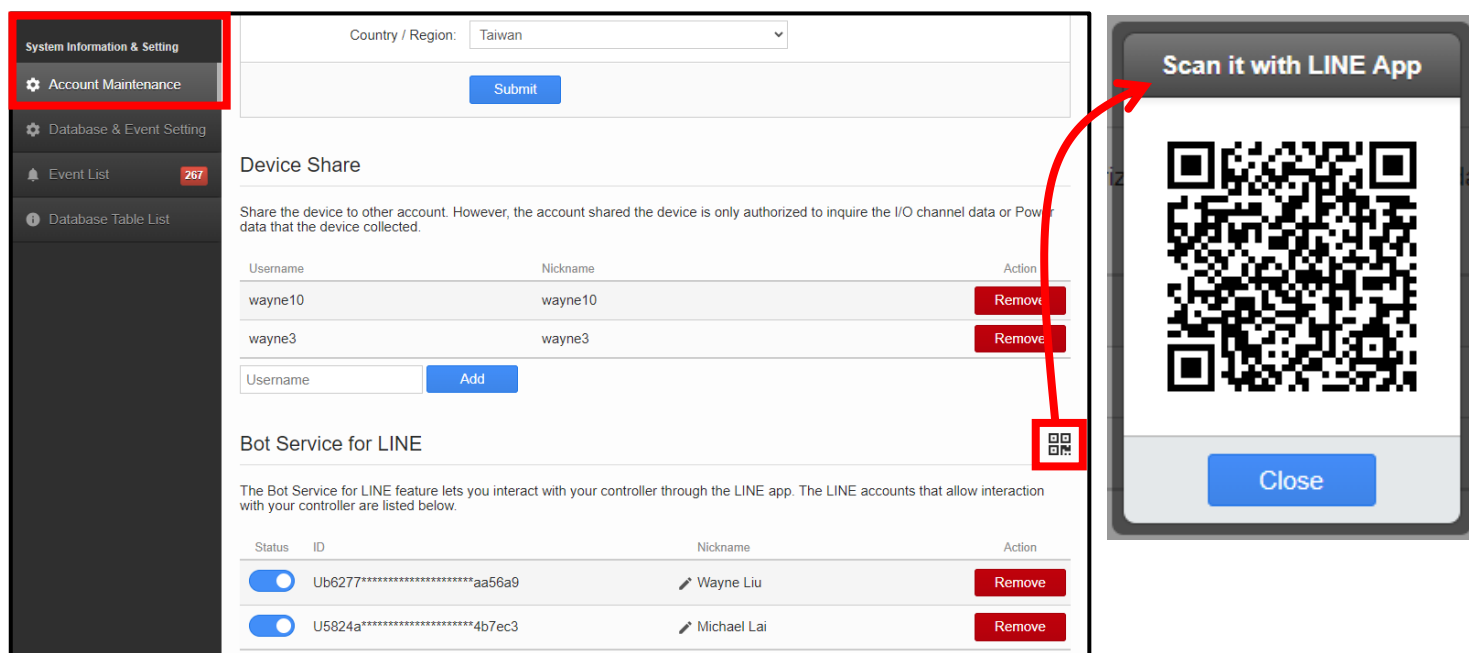 System Information & Setting
Account Maintenance
Database & Event Setting
Event List 267
Database Table List
Country / Region: Taiwan
Submit
Device Share
Share the device to other account. However, the account shared the device is only authorized to inquire the I/O channel data or Power
data that the device collected.
Username Nickname Action
wayne10 wayne10 Remove
wayne3 wayne3 Remove
Username Add
Bot Service for LINE
The Bot Service for LINE feature lets you interact with your controller through the LINE app. The LINE accounts that allow interaction
with your controller are listed below.
Status ID Nickname Action
Ub6277*********************aa56a9 Wayne Liu Remove
U5824a*********************4b7ec3 Michael Lai Remove
Scan it with LINE App
Close